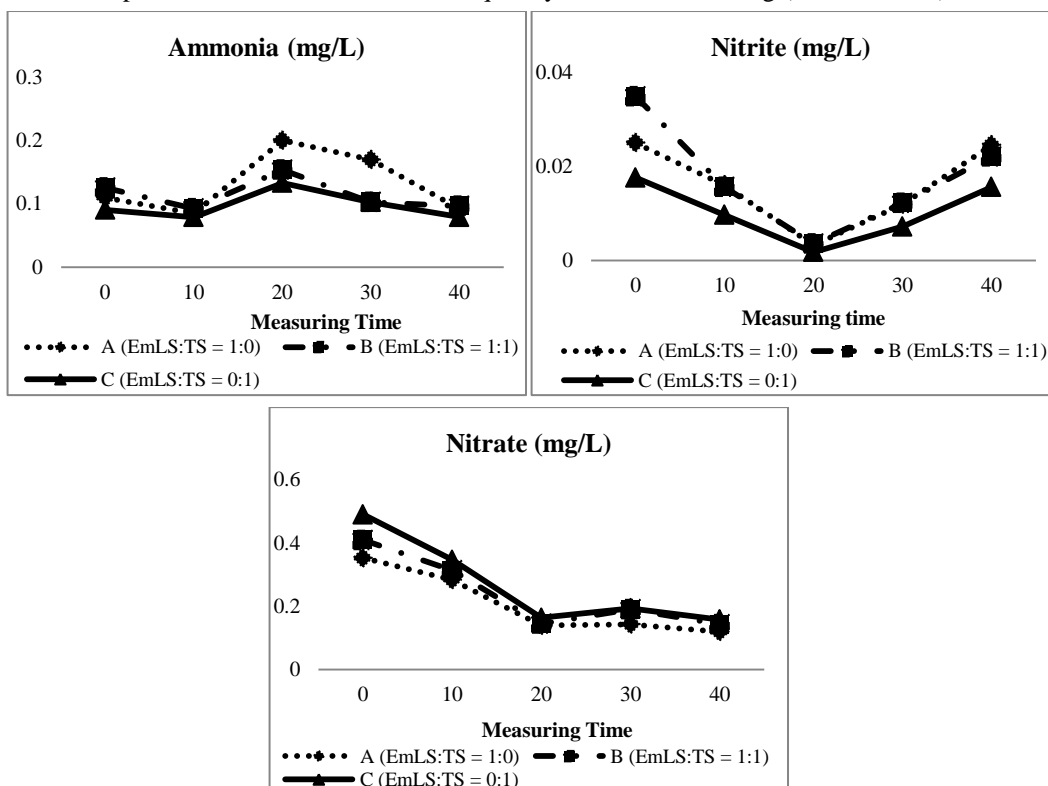 Ammonia (mg/L)
0.3
0.2
0.1
0
0 10 20 30 40
Measuring Time
A (EmLS:TS = 1:0) B (EmLS:TS = 1:1)
C (EmLS:TS = 0:1)
Nitrite (mg/L)
0.04
0.02
0
0 10 20 30 40
Measuring time
A (EmLS:TS = 1:0) B (EmLS:TS = 1:1)
C (EmLS:TS = 0:1)
Nitrate (mg/L)
0.6
0.4
0.2
0
0 10 20 30 40
Measuring Time
A (EmLS:TS = 1:0) B (EmLS:TS = 1:1)
C (EmLS:TS = 0:1)